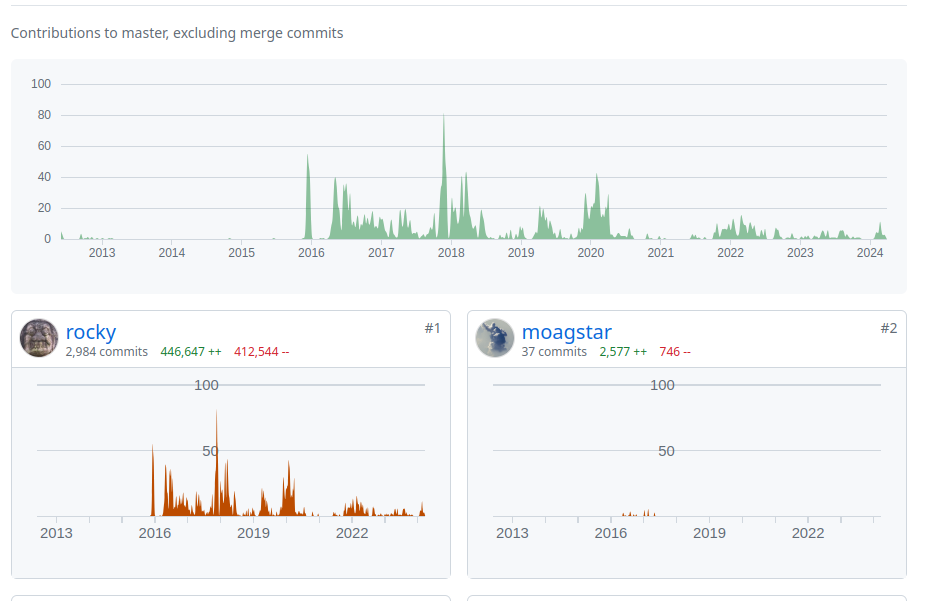 Contributions to master, excluding merge commits
100
80
60
40
20
0
2013 2014 2015 2016 2017 2018 2019 2020 2021 2022 2023 2024
rocky #1
2,984 commits 446,647 ++ 412,544 --
100
50
2013 2016 2019 2022
moagstar #2
37 commits 2,577 ++ 746 --
100
50
2013 2016 2019 2022